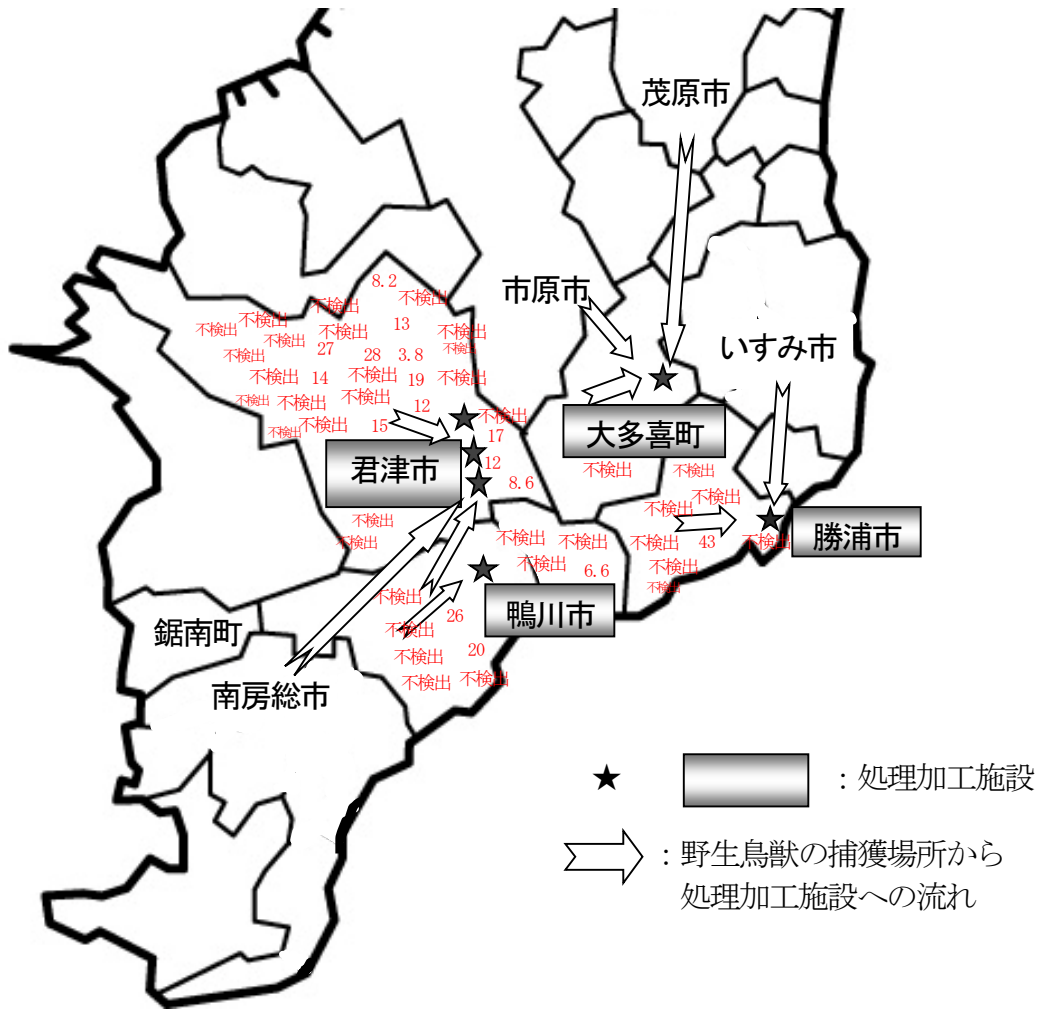 茂原市
市原市
いすみ市
8.2
不検出
不検出
不検出
不検出
13
不検出
不検出
不検出
不検出
27
28
3.8
不検出
不検出
不検出
14
不検出
19
不検出
不検出
不検出
不検出
12
不検出
不検出
15
不検出
17
君津市
12
8.6
大多喜町
不検出
不検出
不検出
不検出
不検出
43
不検出
勝浦市
不検出
不検出
不検出
不検出
不検出
不検出
不検出
6.6
鴨川市
不検出
26
不検出
不検出
20
不検出
不検出
鋸南町
南房総市
：処理加工施設
：野生鳥獣の捕獲場所から
処理加工施設への流れ